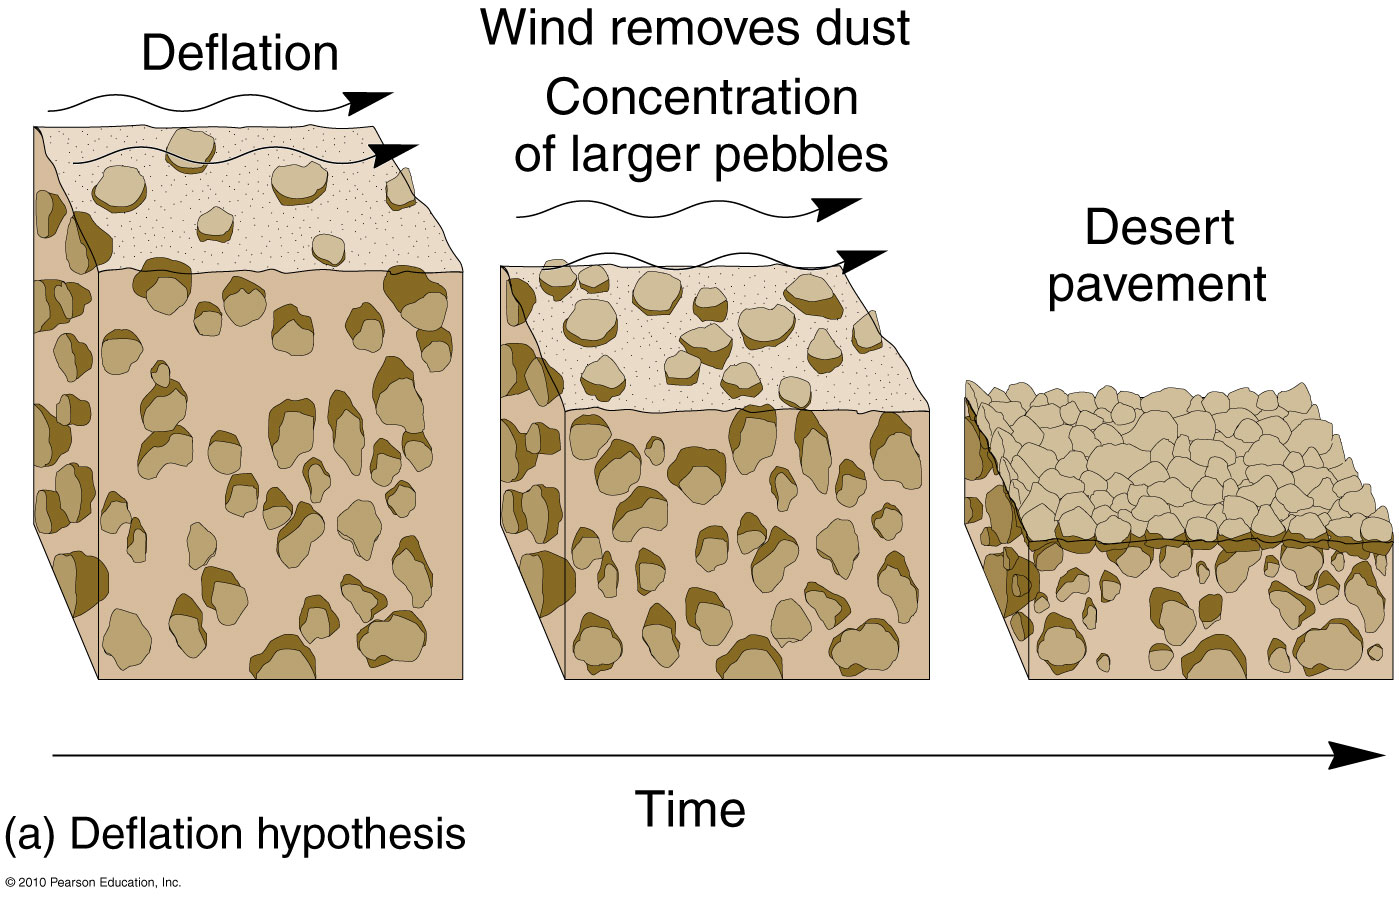 Deflation
Wind removes dust
Concentration
of larger pebbles
Desert
pavement
Time
(a) Deflation hypothesis
© 2010 Pearson Education, Inc.